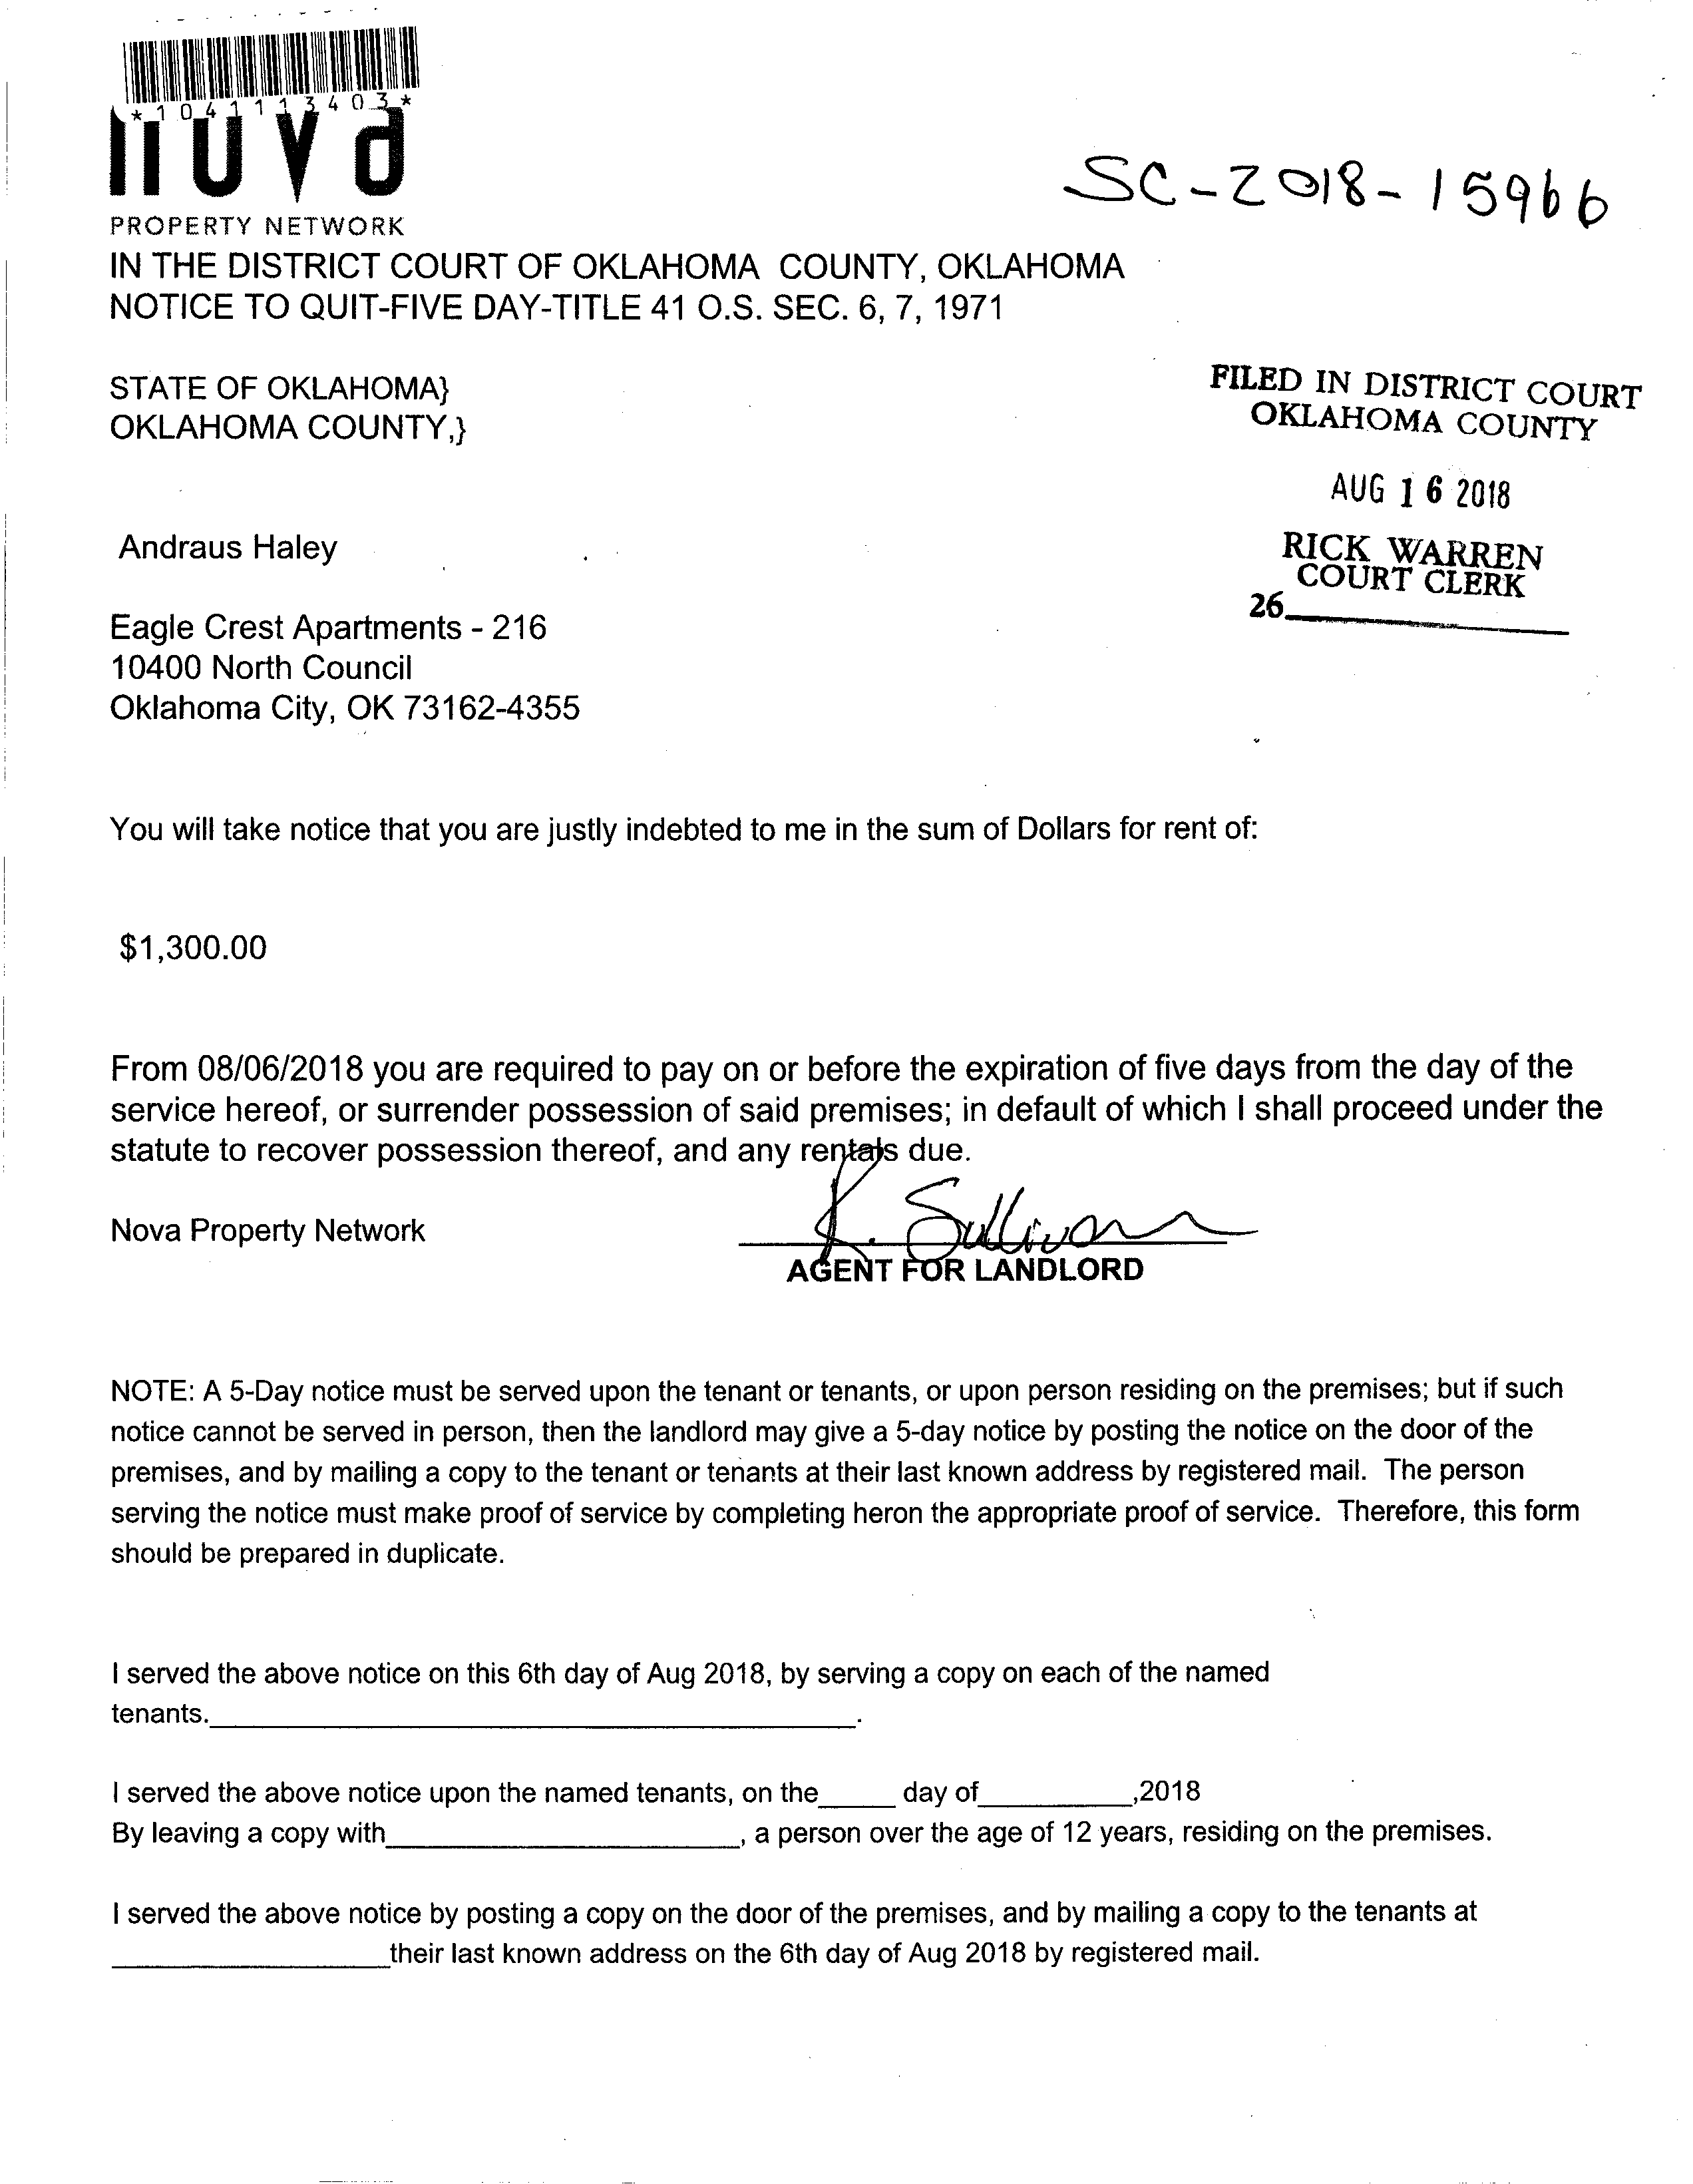 *1041113403*
nova
PROPERTY NETWORK
SC-2018-15966
IN THE DISTRICT COURT OF OKLAHOMA COUNTY, OKLAHOMA
NOTICE TO QUIT-FIVE DAY-TITLE 41 O.S. SEC. 6, 7, 1971
STATE OF OKLAHOMA}
OKLAHOMA COUNTY,}
FILED IN DISTRICT COURT
OKLAHOMA COUNTY
AUG 16 2018
RICK WARREN
COURT CLERK
26
Andraus Haley
Eagle Crest Apartments - 216
10400 North Council
Oklahoma City, OK 73162-4355
You will take notice that you are justly indebted to me in the sum of Dollars for rent of:
$1,300.00
From 08/06/2018 you are required to pay on or before the expiration of five days from the day of the
service hereof, or surrender possession of said premises; in default of which I shall proceed under the
statute to recover possession thereof, and any rentals due.
Nova Property Network
K. Sullivan
AGENT FOR LANDLORD
NOTE: A 5-Day notice must be served upon the tenant or tenants, or upon person residing on the premises; but if such
notice cannot be served in person, then the landlord may give a 5-day notice by posting the notice on the door of the
premises, and by mailing a copy to the tenant or tenants at their last known address by registered mail. The person
serving the notice must make proof of service by completing heron the appropriate proof of service. Therefore, this form
should be prepared in duplicate.
I served the above notice on this 6th day of Aug 2018, by serving a copy on each of the named
tenants.______________________.
I served the above notice upon the named tenants, on the_____ day of__________,2018
By leaving a copy with______________________, a person over the age of 12 years, residing on the premises.
I served the above notice by posting a copy on the door of the premises, and by mailing a copy to the tenants at
__________________their last known address on the 6th day of Aug 2018 by registered mail.